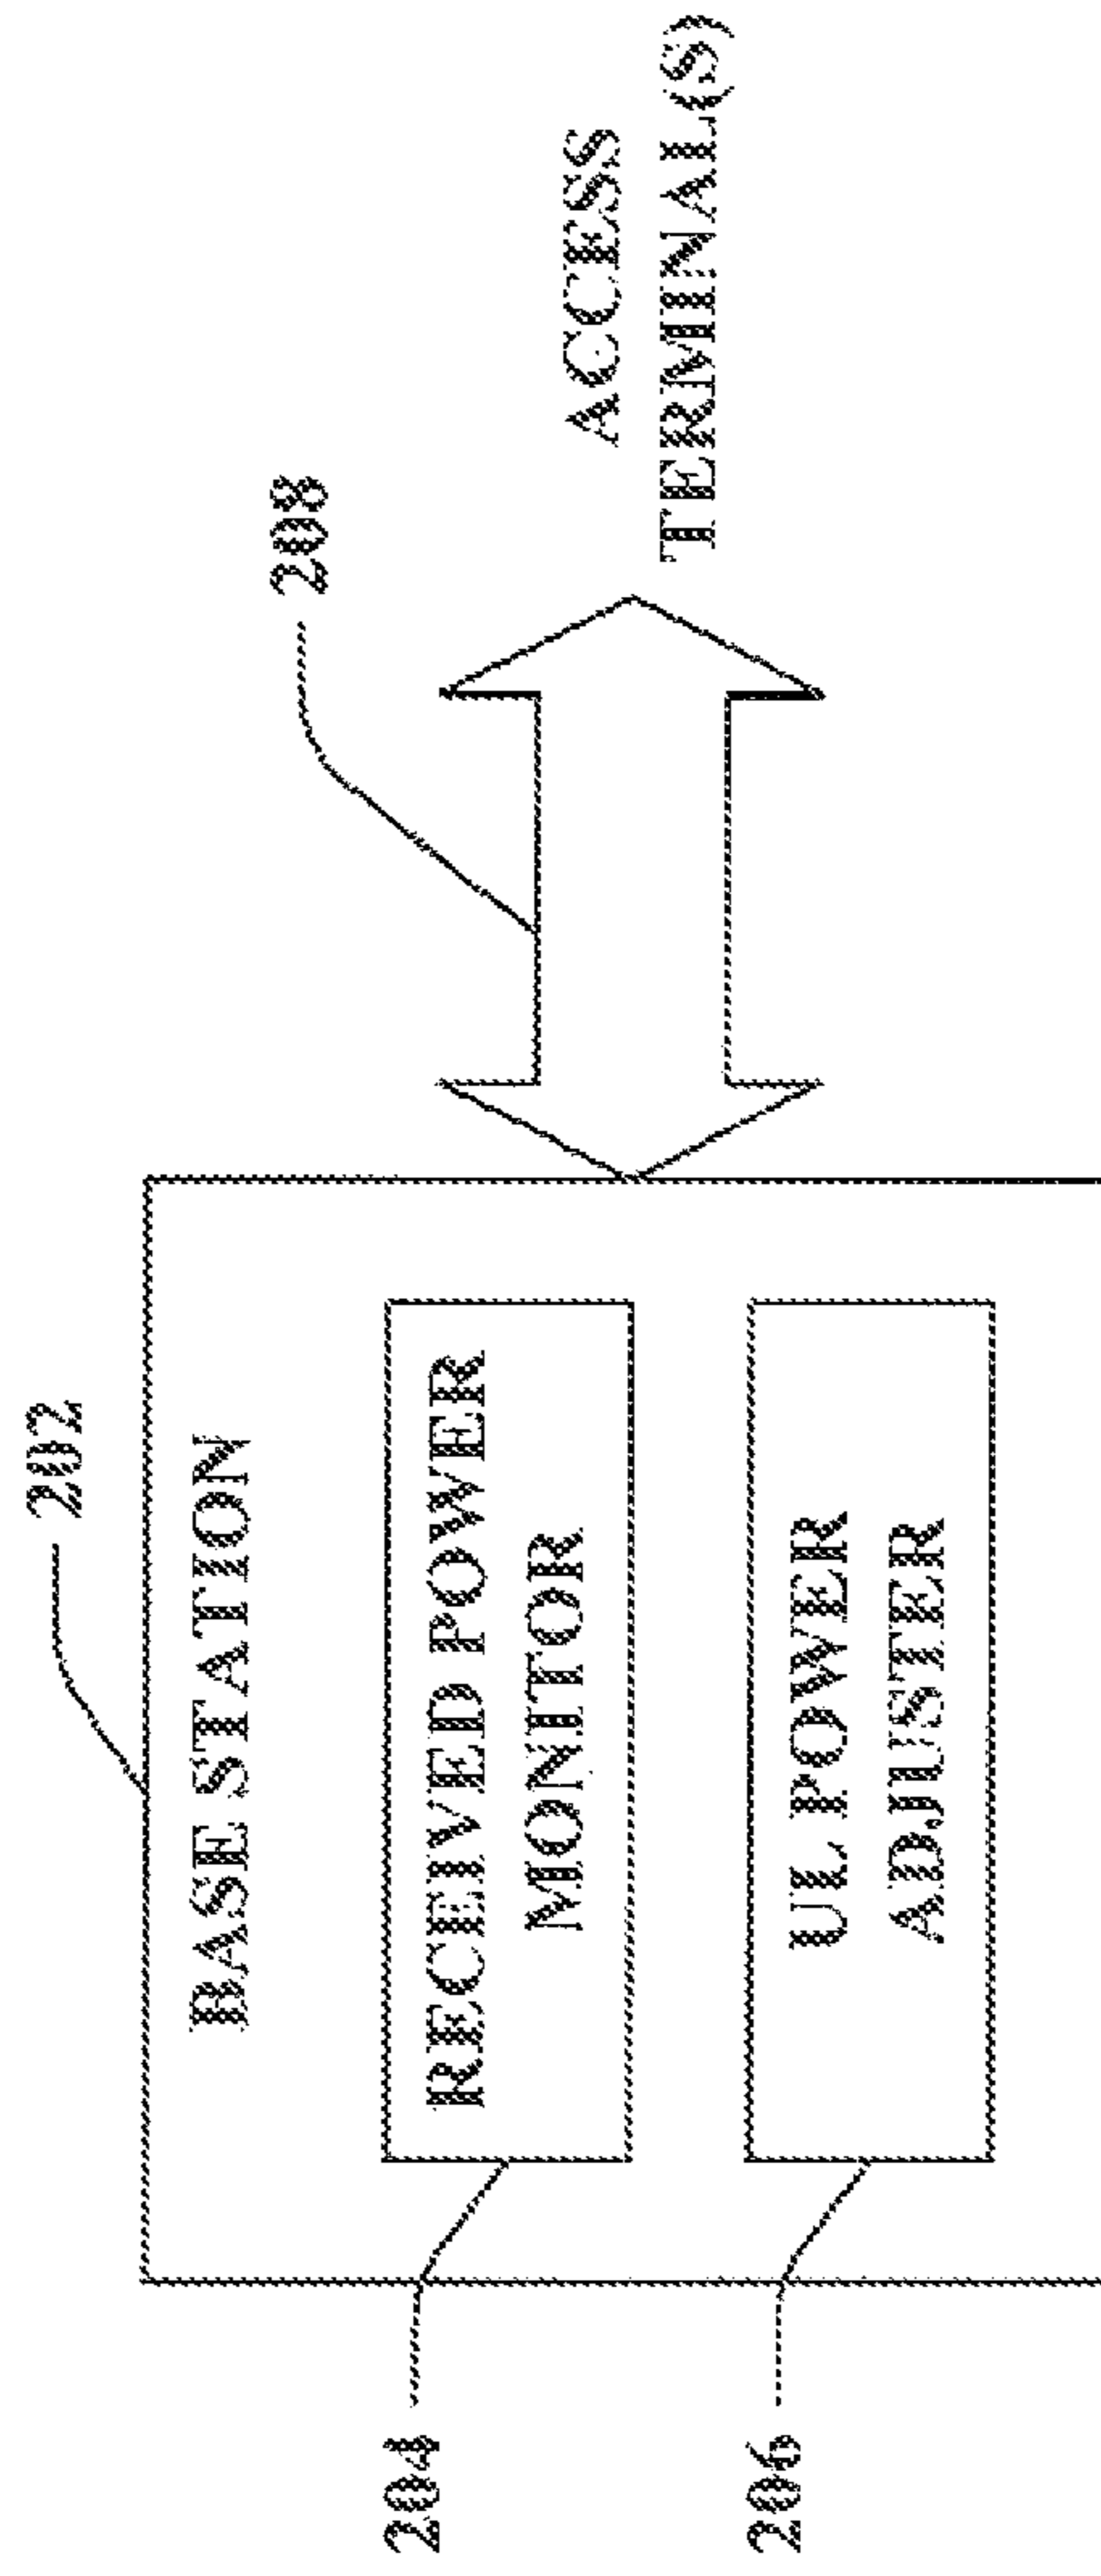 202
BASE STATION
204
RECEIVED POWER
MONITOR
206
UL POWER
ADJUSTER
208
ACCESS
TERMINAL(S)